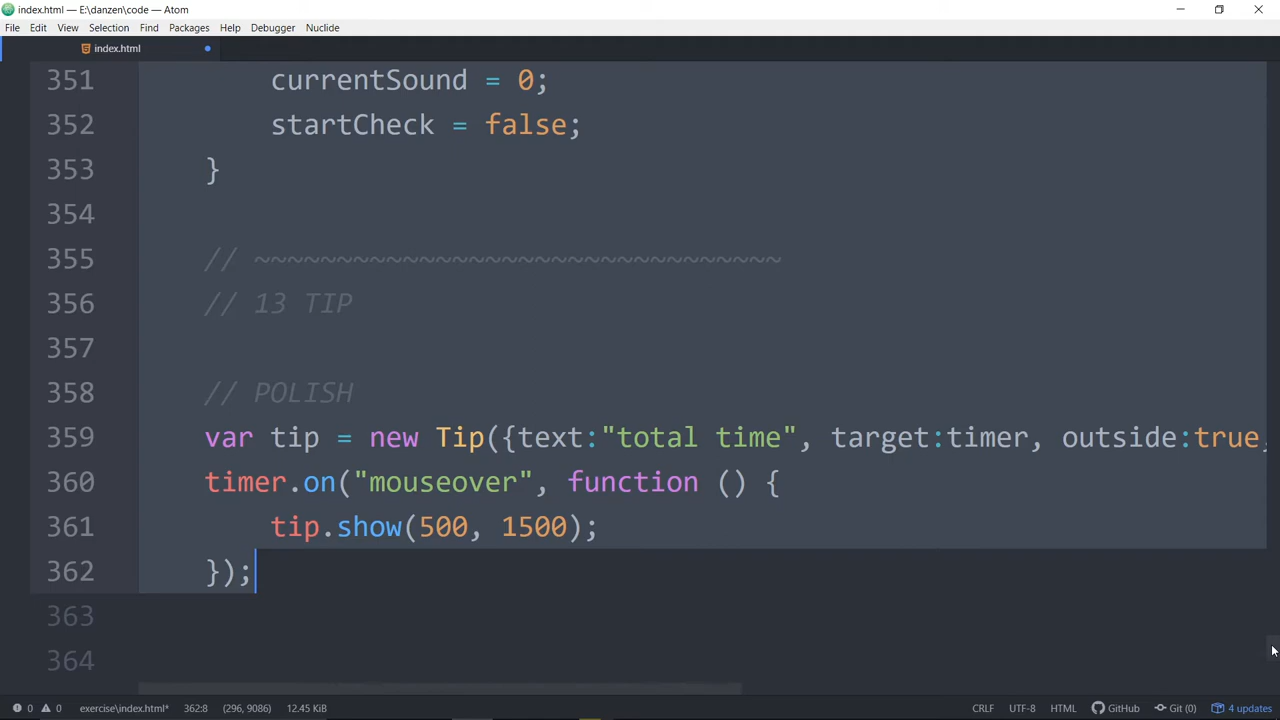 index.html — E:\danzen\code — Atom
File Edit View Selection Find Packages Help Debugger Nuclide
index.html
351 currentSound = 0;
352 startCheck = false;
353 }
354
355 // ~~~~~~~~~~~~~~~~~~~~~~~~~~~~~~~~
356 // 13 TIP
357
358 // POLISH
359 var tip = new Tip({text:"total time", target:timer, outside:true,
360 timer.on("mouseover", function () {
361 tip.show(500, 1500);
362 });
363
364
0 0 exercise\index.html* 362:8 (296, 9086) 12.45 KiB CRLF UTF-8 HTML GitHub Git (0) 4 updates